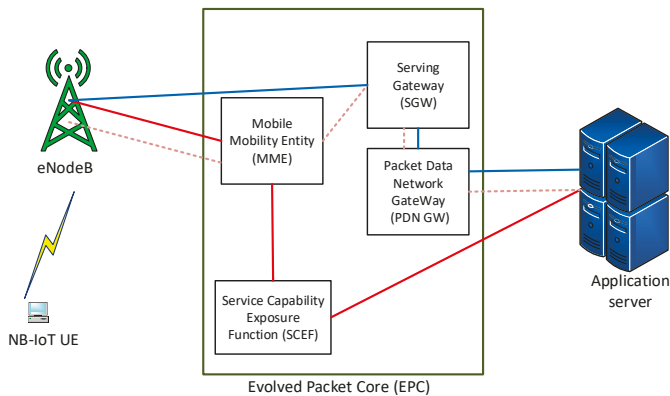 Serving
Gateway
(SGW)
Mobile
Mobility Entity
(MME)
eNodeB
Packet Data
Network
GateWay
(PDN GW)
Service Capability
Exposure
Function (SCEF)
Application
server
NB-IoT UE
Evolved Packet Core (EPC)